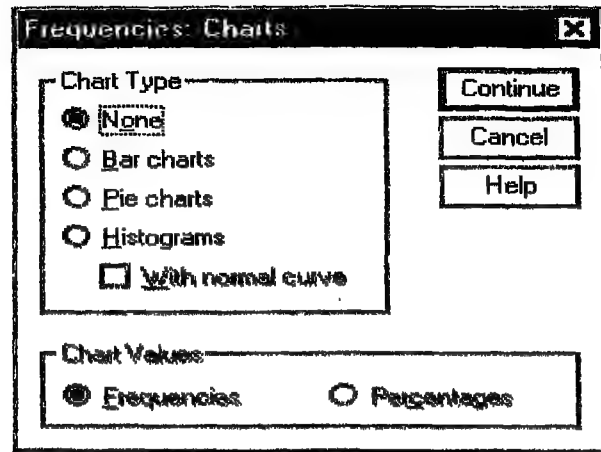 Frequencies: Charts
Chart Type
None
Bar charts
Pie charts
Histograms
With normal curve
Continue
Cancel
Help
Chart Values
Frequencies
Percentages